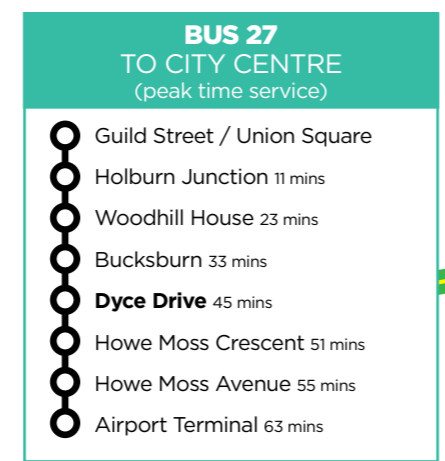 BUS 27
TO CITY CENTRE
(peak time service)
Guild Street / Union Square
Holburn Junction 11 mins
Woodhill House 23 mins
Bucksburn 33 mins
Dyce Drive 45 mins
Howe Moss Crescent 51 mins
Howe Moss Avenue 55 mins
Airport Terminal 63 mins